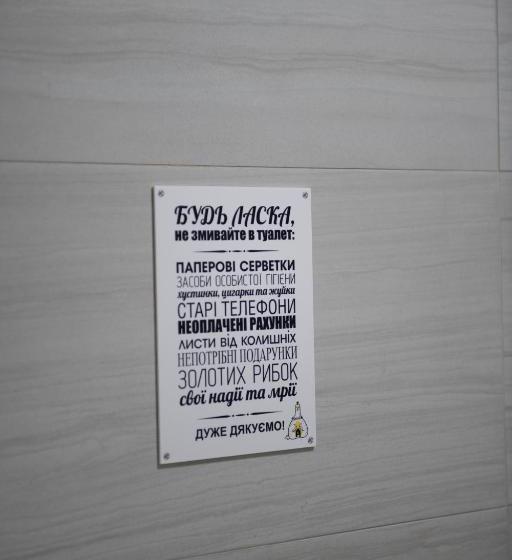 БУДЬ ЛАСКА,
не змивайте в туалет:
ПАПЕРОВІ СЕРВЕТКИ
ЗАСОБИ ОСОБИСТОЇ ГІГІЄНИ
хустинки, цигарки та жуйки
СТАРІ ТЕЛЕФОНИ
НЕОПЛАЧЕНІ РАХУНКИ
ЛИСТИ ВІД КОЛИШНІХ
НЕПОТРІБНІ ПОДАРУНКИ
ЗОЛОТИХ РИБОК
свої надії та мрії
ДУЖЕ ДЯКУЄМО!